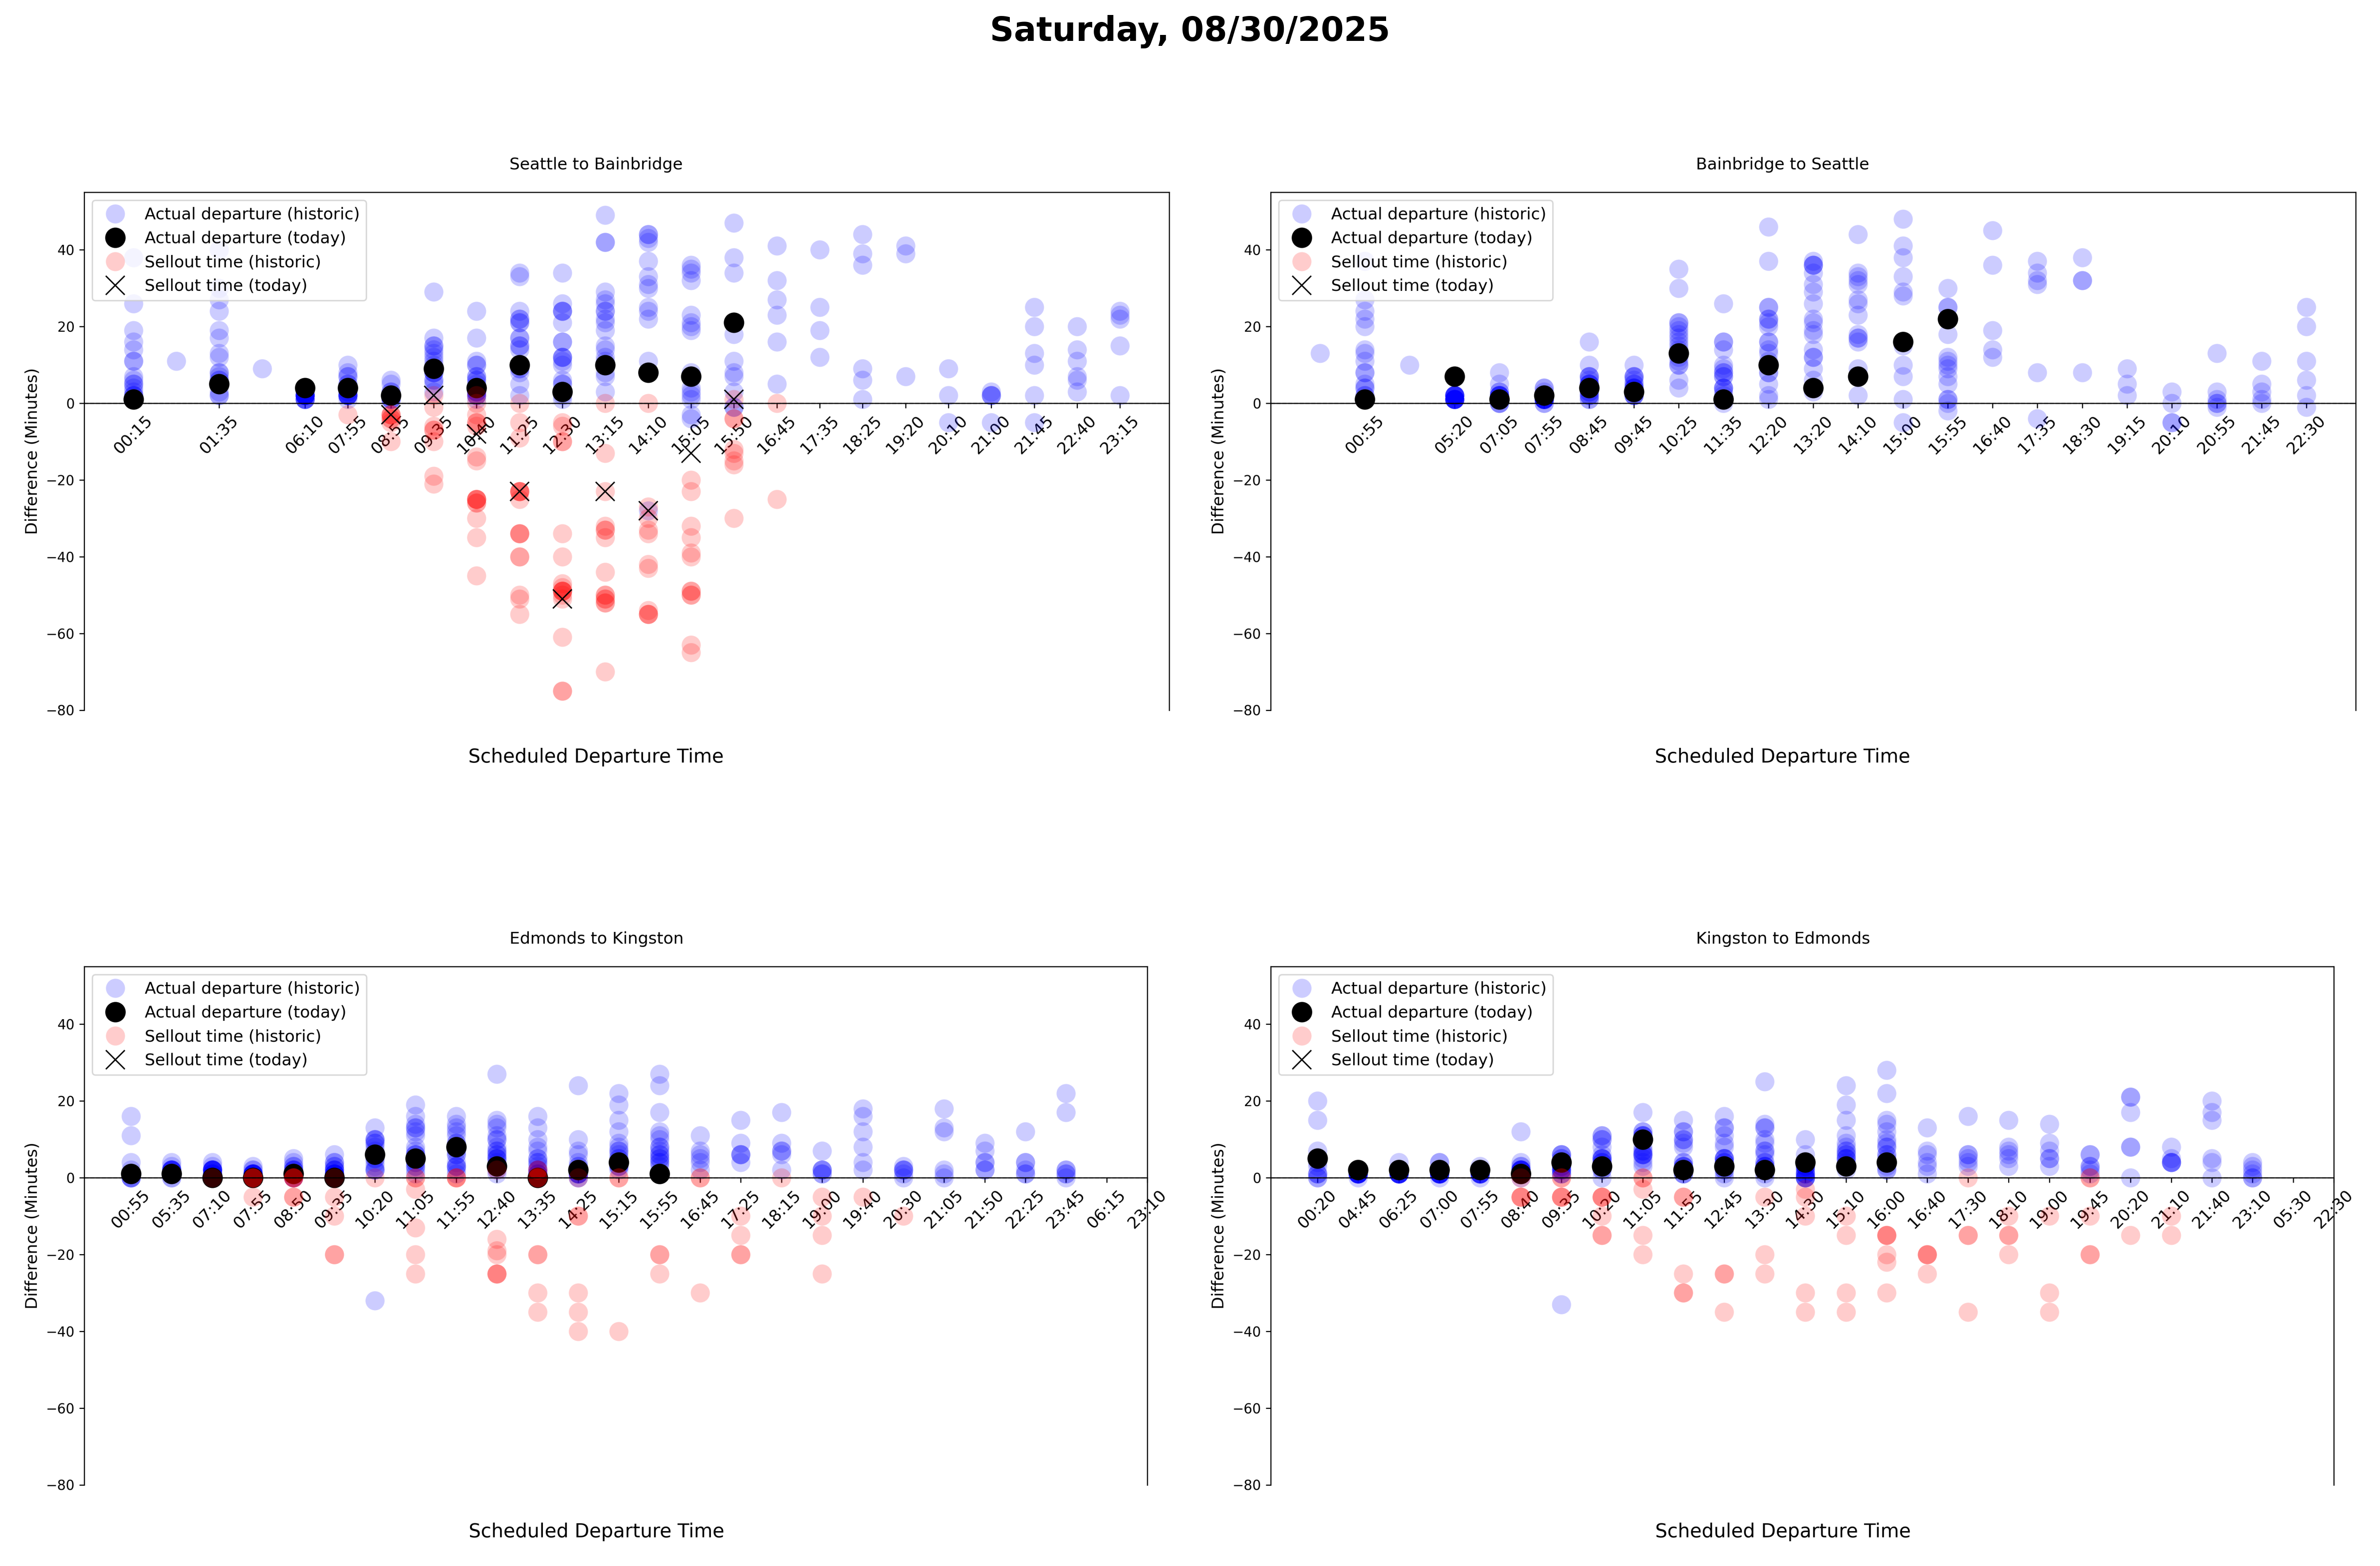 Saturday, 08/30/2025
Seattle to Bainbridge
Actual departure (historic)
Actual departure (today)
Sellout time (historic)
Sellout time (today)
Difference (Minutes)
40
20
0
−20
−40
−60
−80
00:15 01:35 06:10 07:55 08:55 09:35 10:40 11:25 12:30 13:15 14:10 15:05 15:50 16:45 17:35 18:25 19:20 20:10 21:00 21:45 22:40 23:15
Scheduled Departure Time
Bainbridge to Seattle
Actual departure (historic)
Actual departure (today)
Sellout time (historic)
Sellout time (today)
Difference (Minutes)
40
20
0
−20
−40
−60
−80
00:55 05:20 07:05 07:55 08:45 09:45 10:25 11:35 12:20 13:20 14:10 15:00 15:55 16:40 17:35 18:30 19:15 20:10 20:55 21:45 22:30
Scheduled Departure Time
Edmonds to Kingston
Actual departure (historic)
Actual departure (today)
Sellout time (historic)
Sellout time (today)
Difference (Minutes)
40
20
0
−20
−40
−60
−80
00:55 05:35 07:10 07:55 08:50 09:35 10:20 11:05 11:55 12:40 13:35 14:25 15:15 15:55 16:45 17:25 18:15 19:00 19:40 20:30 21:05 21:50 22:25 23:45 06:15 23:10
Scheduled Departure Time
Kingston to Edmonds
Actual departure (historic)
Actual departure (today)
Sellout time (historic)
Sellout time (today)
Difference (Minutes)
40
20
0
−20
−40
−60
−80
00:20 04:45 06:25 07:00 07:55 08:40 09:35 10:20 11:05 11:55 12:45 13:30 14:30 15:10 16:00 16:40 17:30 18:10 19:00 19:45 20:20 21:10 21:40 23:10 05:30 22:30
Scheduled Departure Time